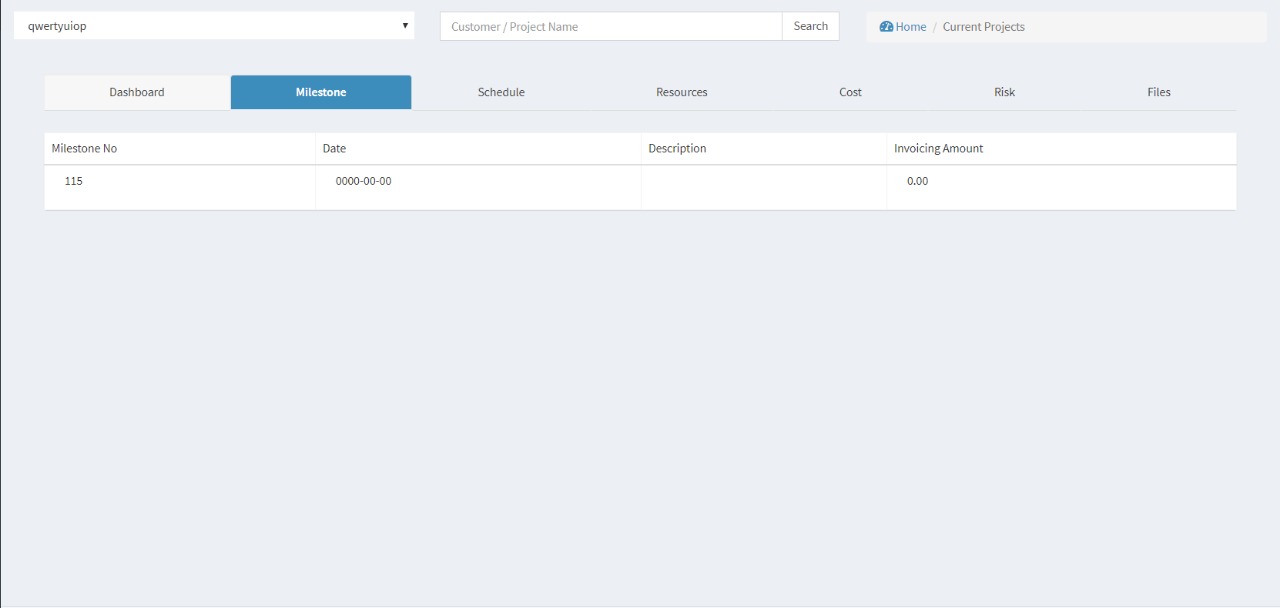 qwertyuiop
Customer / Project Name
Search
Home / Current Projects
Dashboard
Milestone
Schedule
Resources
Cost
Risk
Files
Milestone No
Date
Description
Invoicing Amount
115
0000-00-00
0.00